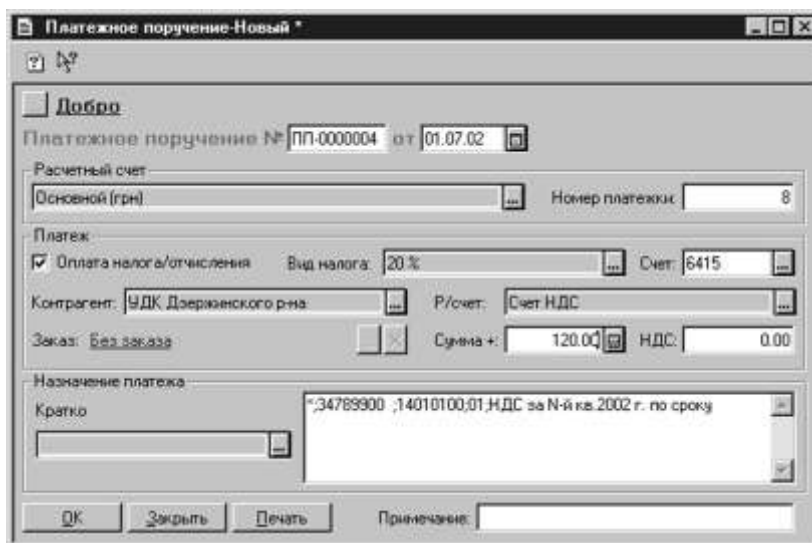 Платежное поручение-Новый *
Добро
Платежное поручение № ПП-0000004 от 01.07.02
Расчетный счет
Основной (грн) ... Номер платежки: 8
Платеж
Оплата налога/отчисления Вид налога: 20 % ... Счет: 6415 ...
Контрагент: УДК Дзержинского р-на ... Р/счет: Счет НДС ...
Заказ: Без заказа Сумма +: 120.00 НДС: 0.00
Назначение платежа
Кратко
*;34789900 ;14010100;01;НДС за N-й кв.2002 г. по сроку
...
OK Закрыть Печать Примечание: